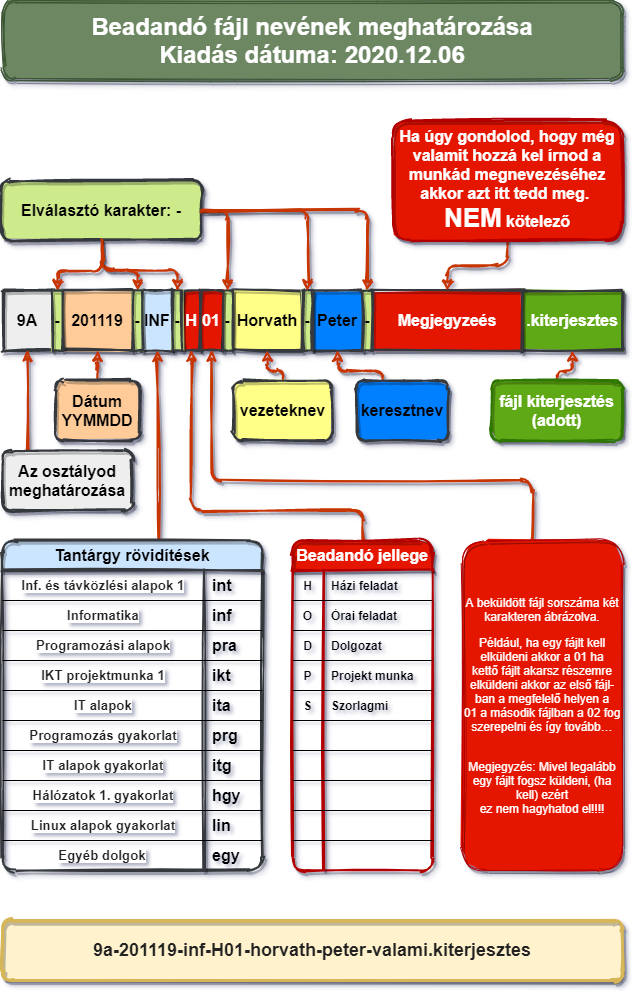 Beadandó fájl nevének meghatározása
Kiadás dátuma: 2020.12.06
Ha úgy gondolod, hogy még
valamit hozzá kel írnod a
munkád megnevezéséhez
akkor azt itt tedd meg.
NEM kötelező
Elválasztó karakter: -
9A - 201119 - INF - H 01 - Horvath - Peter - Megjegyzeés .kiterjesztes
Dátum
YYMMDD
vezeteknev
keresztnev
fájl kiterjesztés
(adott)
Az osztályod
meghatározása
Tantárgy röviditések
Inf. és távközlési alapok 1 int
Informatika inf
Programozási alapok pra
IKT projektmunka 1 ikt
IT alapok ita
Programozás gyakorlat prg
IT alapok gyakorlat itg
Hálózatok 1. gyakorlat hgy
Linux alapok gyakorlat lin
Egyéb dolgok egy
Beadandó jellege
H Házi feladat
O Órai feladat
D Dolgozat
P Projekt munka
S Szorlagmi
A beküldött fájl sorszáma két
karakteren ábrázolva.
Például, ha egy fájlt kell
elküldeni akkor a 01 ha
kettő fájlt akarsz részemre
elküldeni akkor az első fájl-
ban a megfelelő helyen a
01 a második fájlban a 02 fog
szerepelni és így tovább...
Megjegyzés: Mivel legalább
egy fájlt fogsz küldeni, (ha
kell) ezért
ez nem hagyhatod el!!!!
9a-201119-inf-H01-horvath-peter-valami.kiterjesztes